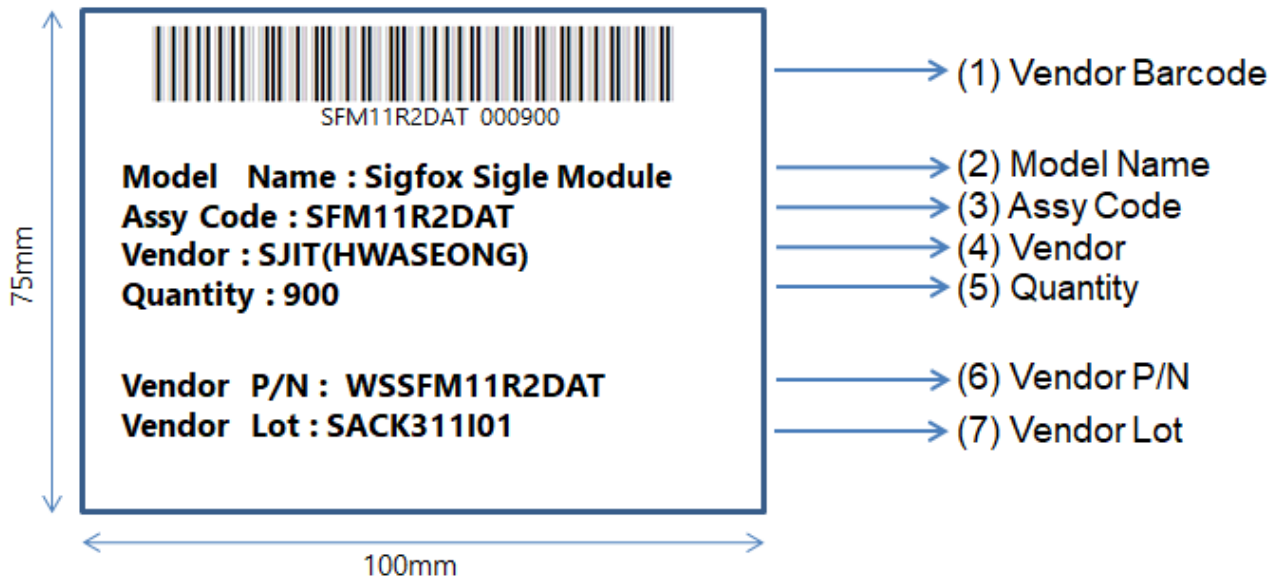 SFM11R2DAT 000900
(1) Vendor Barcode
Model Name : Sigfox Sigle Module
(2) Model Name
Assy Code : SFM11R2DAT
(3) Assy Code
Vendor : SJIT(HWASEONG)
(4) Vendor
Quantity : 900
(5) Quantity
75mm
Vendor P/N : WSSFM11R2DAT
(6) Vendor P/N
Vendor Lot : SACK311I01
(7) Vendor Lot
100mm